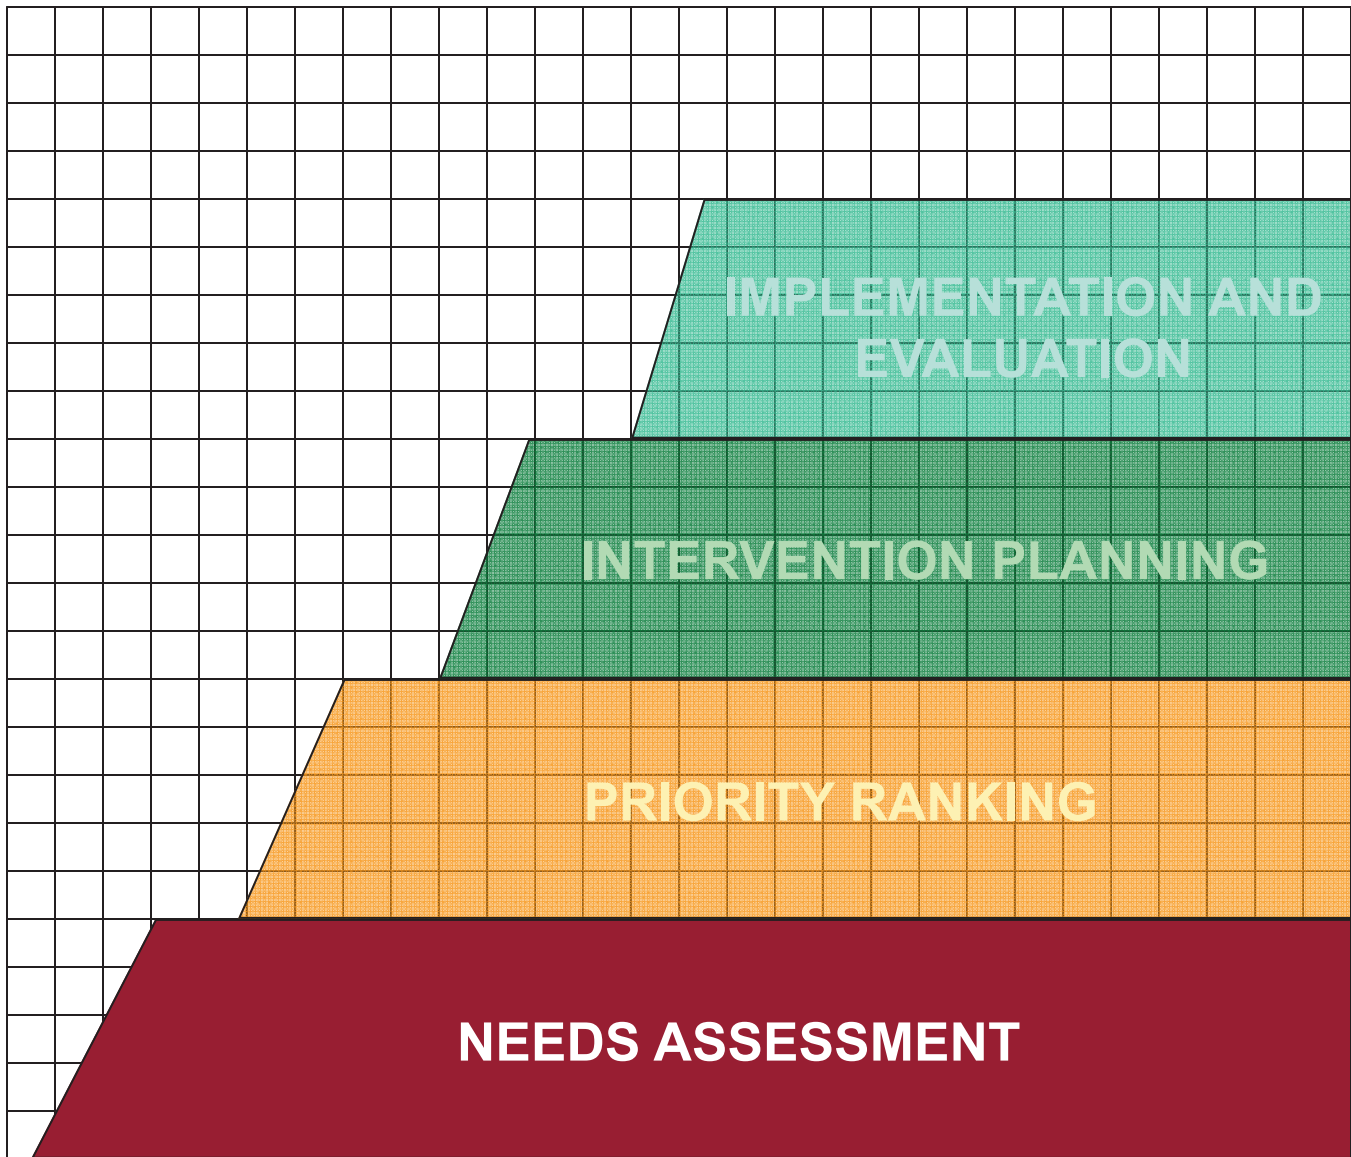 IMPLEMENTATION AND
EVALUATION
INTERVENTION PLANNING
PRIORITY RANKING
NEEDS ASSESSMENT